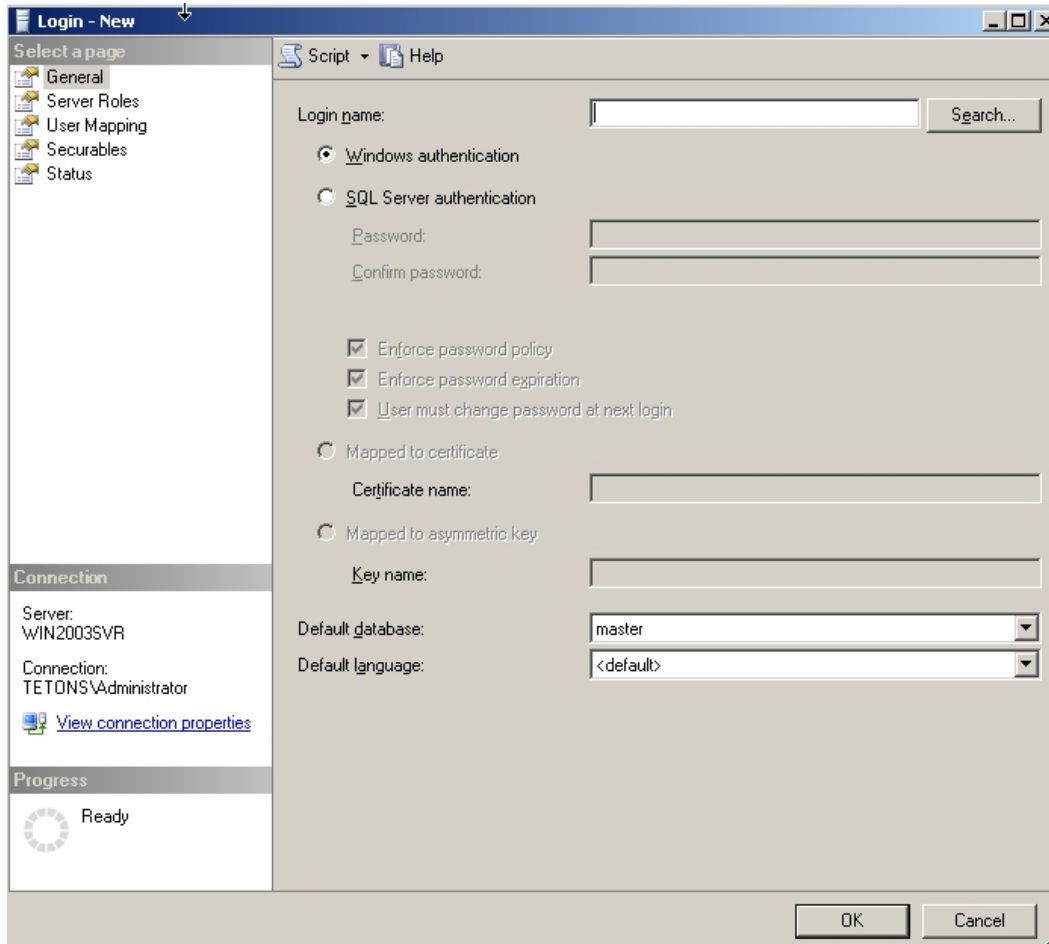 Login - New
Select a page
General
Server Roles
User Mapping
Securables
Status
Script Help
Login name: Search...
Windows authentication
SQL Server authentication
Password:
Confirm password:
Enforce password policy
Enforce password expiration
User must change password at next login
Mapped to certificate
Certificate name:
Mapped to asymmetric key
Key name:
Default database: master
Default language: <default>
Connection
Server:
WIN2003SVR
Connection:
TETONS\Administrator
View connection properties
Progress
Ready
OK Cancel